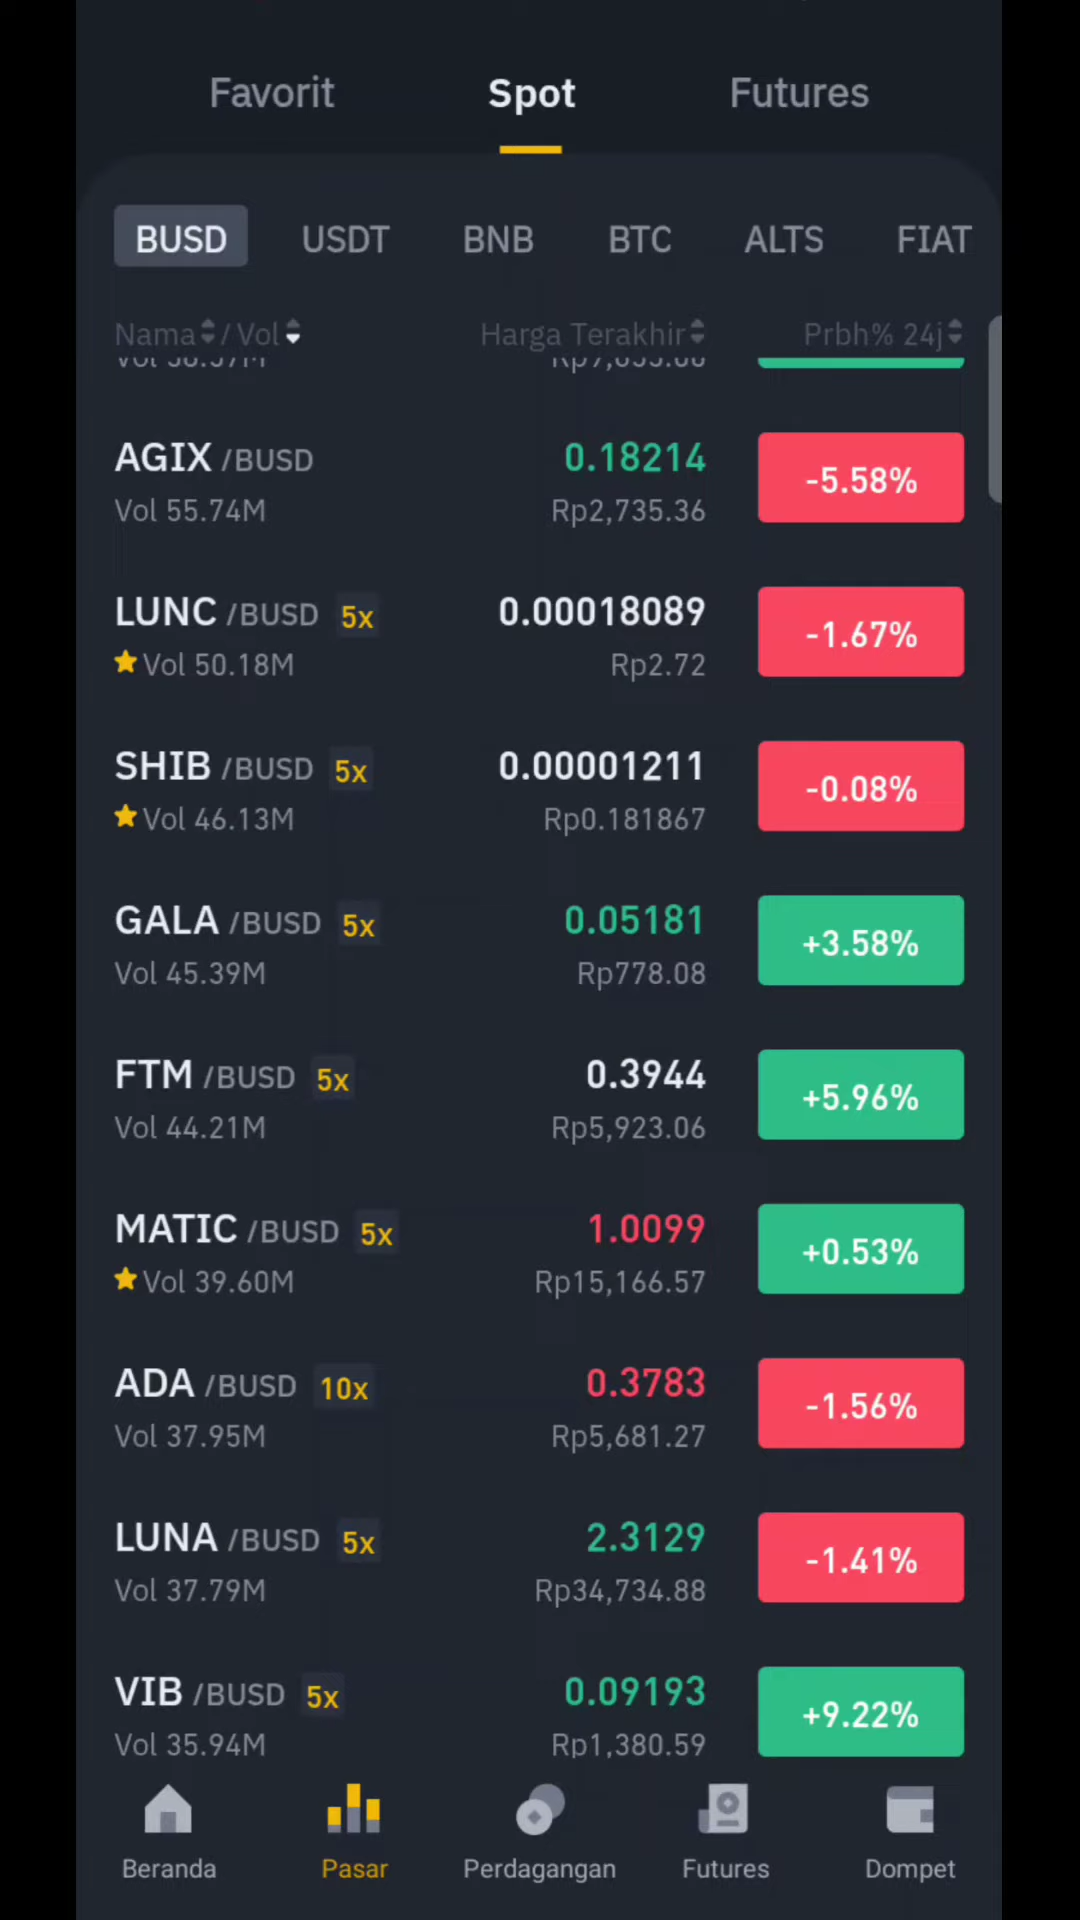 Favorit Spot Futures
BUSD USDT BNB BTC ALTS FIAT
Nama / Vol Harga Terakhir Prbh% 24j
AGIX /BUSD 0.18214 -5.58%
Vol 55.74M Rp2,735.36
LUNC /BUSD 5x 0.00018089 -1.67%
Vol 50.18M Rp2.72
SHIB /BUSD 5x 0.00001211 -0.08%
Vol 46.13M Rp0.181867
GALA /BUSD 5x 0.05181 +3.58%
Vol 45.39M Rp778.08
FTM /BUSD 5x 0.3944 +5.96%
Vol 44.21M Rp5,923.06
MATIC /BUSD 5x 1.0099 +0.53%
Vol 39.60M Rp15,166.57
ADA /BUSD 10x 0.3783 -1.56%
Vol 37.95M Rp5,681.27
LUNA /BUSD 5x 2.3129 -1.41%
Vol 37.79M Rp34,734.88
VIB /BUSD 5x 0.09193 +9.22%
Vol 35.94M Rp1,380.59
Beranda Pasar Perdagangan Futures Dompet